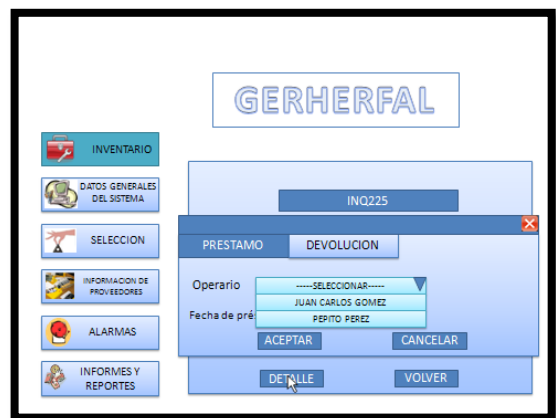 GERHERFAL
INVENTARIO
DATOS GENERALES
DEL SISTEMA
SELECCION
INFORMACION DE
PROVEEDORES
ALARMAS
INFORMES Y
REPORTES
INQ225
PRESTAMO
DEVOLUCION
Operario
-----SELECCIONAR-----
JUAN CARLOS GOMEZ
PEPITO PEREZ
Fecha de pré
ACEPTAR
CANCELAR
DETALLE
VOLVER